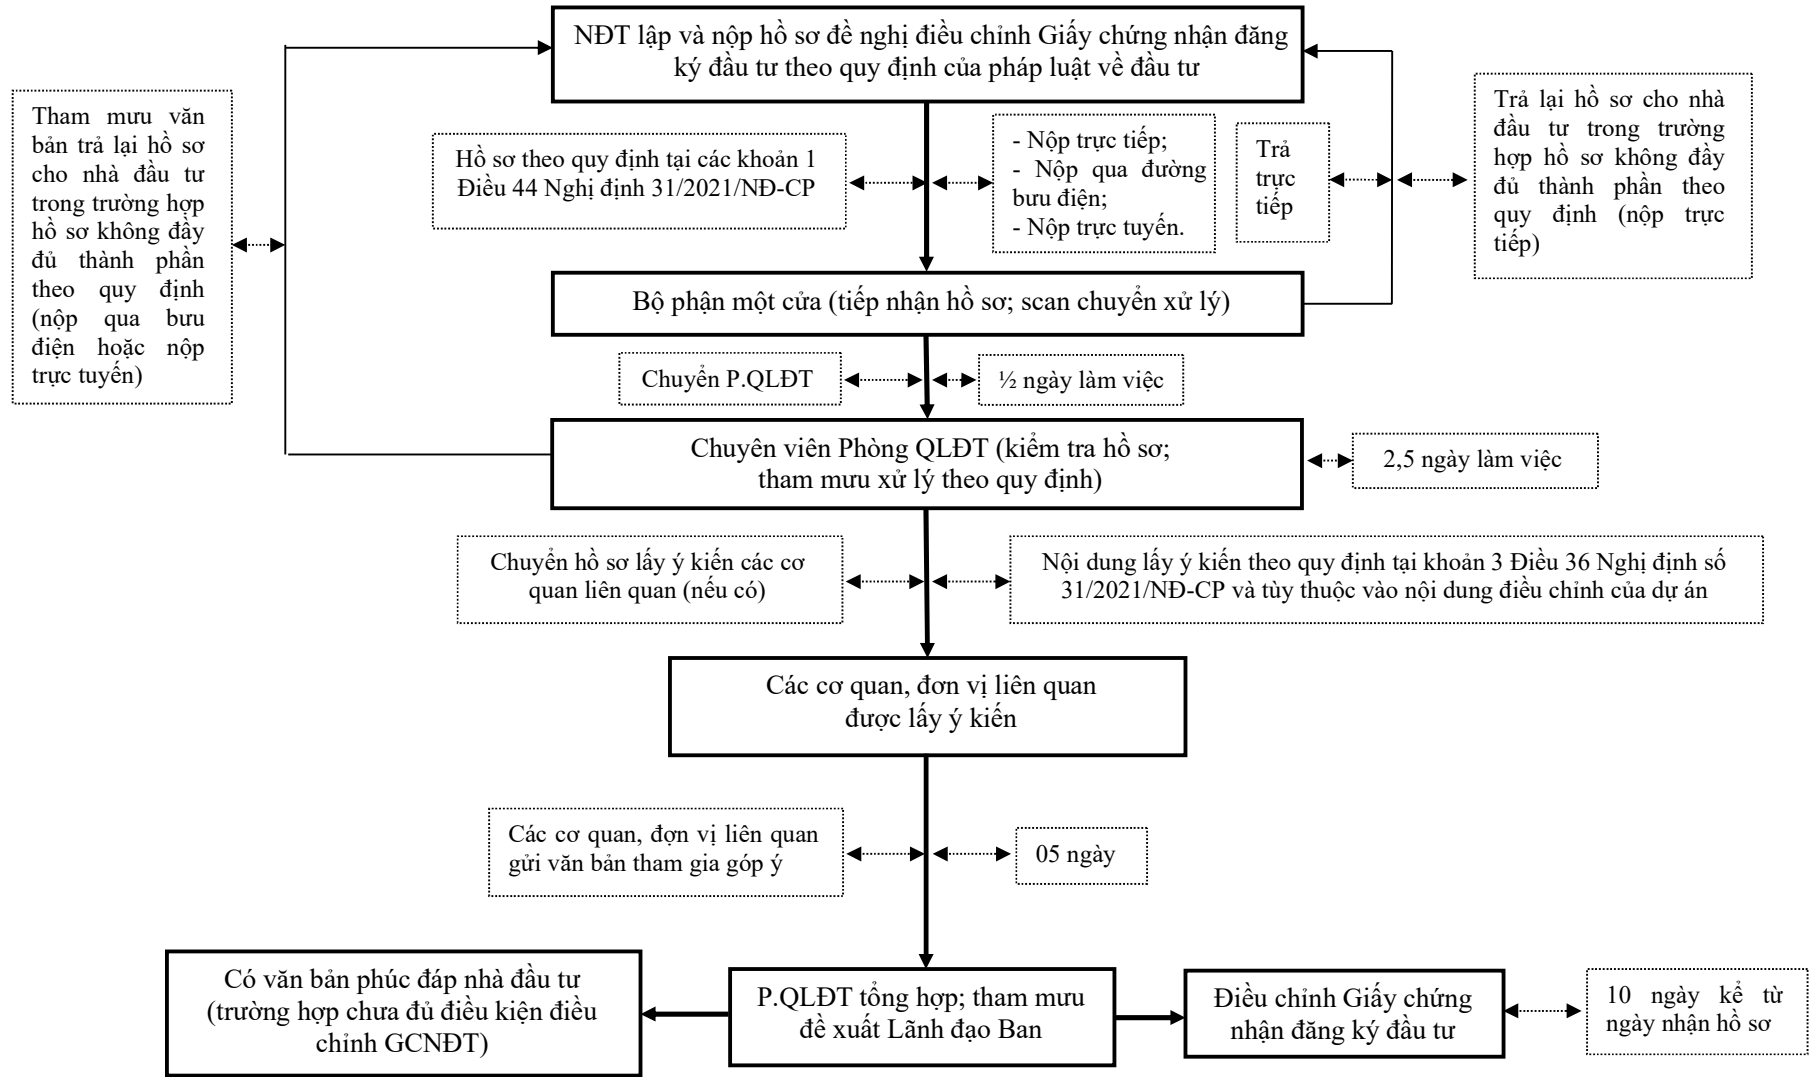 NĐT lập và nộp hồ sơ đề nghị điều chỉnh Giấy chứng nhận đăng
ký đầu tư theo quy định của pháp luật về đầu tư
Tham mưu văn
bản trả lại hồ sơ
cho nhà đầu tư
trong trường hợp
hồ sơ không đầy
đủ thành phần
theo quy định
(nộp qua bưu
điện hoặc nộp
trực tuyến)
Hồ sơ theo quy định tại các khoản 1
Điều 44 Nghị định 31/2021/NĐ-CP
- Nộp trực tiếp;
- Nộp qua đường
bưu điện;
- Nộp trực tuyến.
Trả
trực
tiếp
Trả lại hồ sơ cho nhà
đầu tư trong trường
hợp hồ sơ không đầy
đủ thành phần theo
quy định (nộp trực
tiếp)
Bộ phận một cửa (tiếp nhận hồ sơ; scan chuyển xử lý)
Chuyển P.QLĐT
½ ngày làm việc
Chuyên viên Phòng QLĐT (kiểm tra hồ sơ;
tham mưu xử lý theo quy định)
2,5 ngày làm việc
Chuyển hồ sơ lấy ý kiến các cơ
quan liên quan (nếu có)
Nội dung lấy ý kiến theo quy định tại khoản 3 Điều 36 Nghị định số
31/2021/NĐ-CP và tùy thuộc vào nội dung điều chỉnh của dự án
Các cơ quan, đơn vị liên quan
được lấy ý kiến
Các cơ quan, đợn vị liên quan
gửi văn bản tham gia góp ý
05 ngày
Có văn bản phúc đáp nhà đầu tư
(trường hợp chưa đủ điều kiện điều
chỉnh GCNĐT)
P.QLĐT tổng hợp; tham mưu
đề xuất Lãnh đạo Ban
Điều chỉnh Giấy chứng
nhận đăng ký đầu tư
10 ngày kể từ
ngày nhận hồ sơ